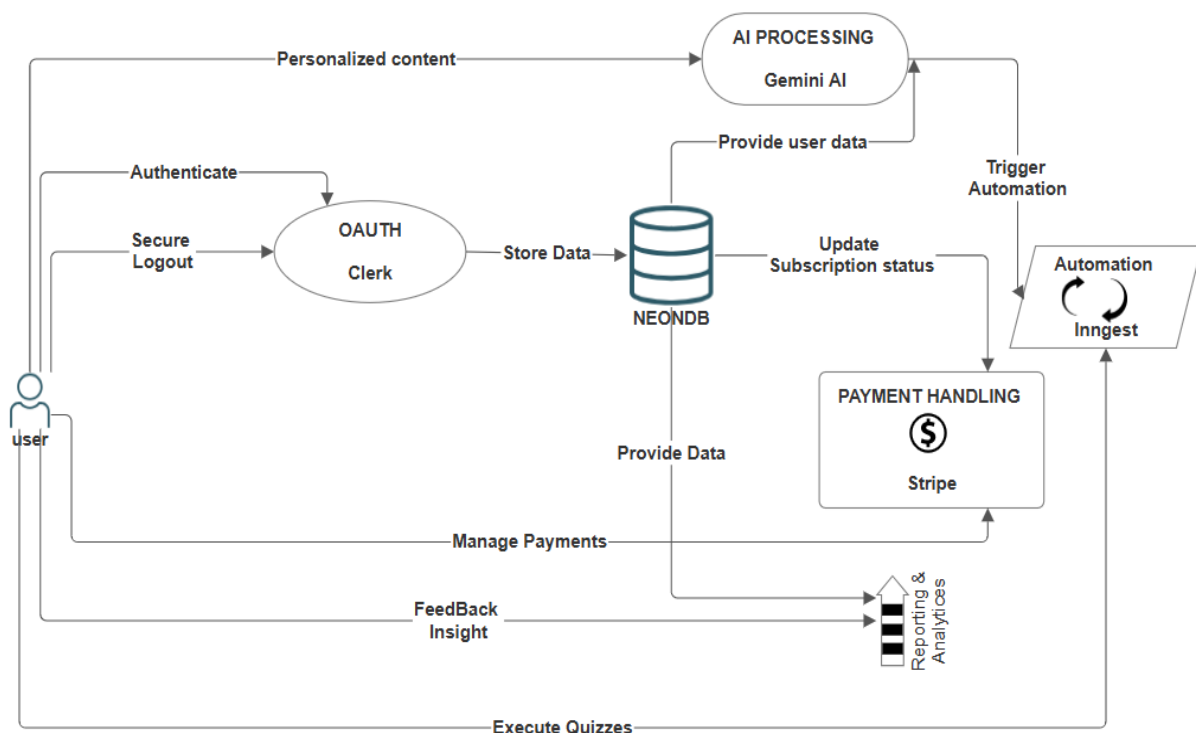 AI PROCESSING
Gemini AI
Personalized content
Provide user data
Authenticate
Trigger
Automation
Secure
Logout
OAUTH
Clerk
Store Data
NEONDB
Update
Subscription status
Automation
Inngest
user
PAYMENT HANDLING
$
Stripe
Provide Data
Manage Payments
FeedBack
Insight
Reporting &
Analytices
Execute Quizzes